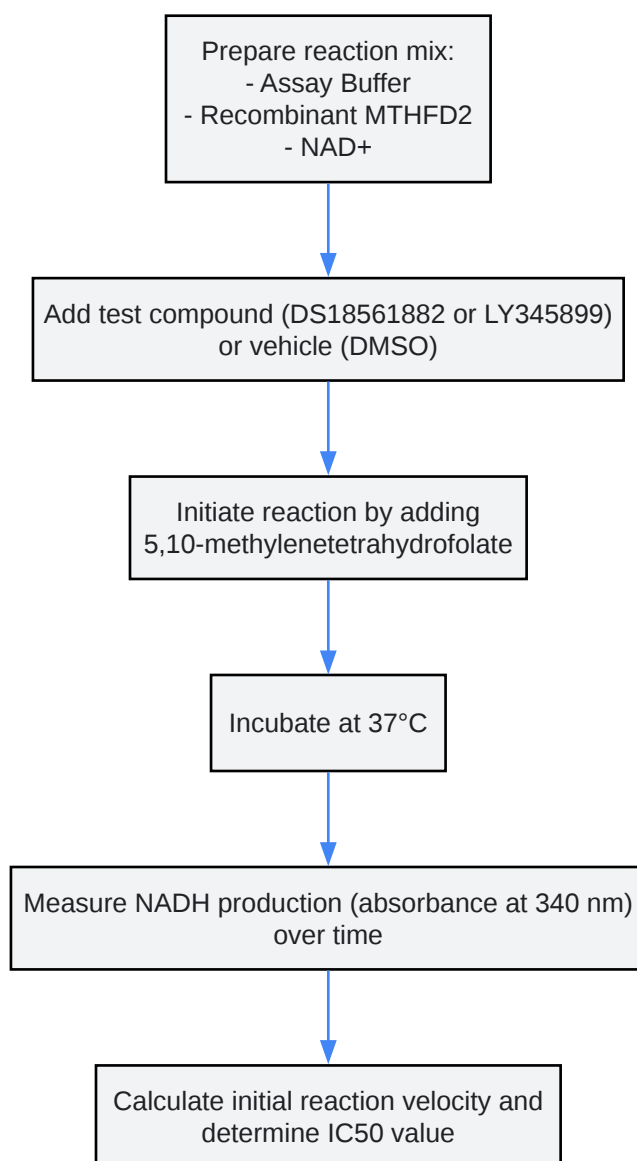 Prepare reaction mix:
- Assay Buffer
- Recombinant MTHFD2
- NAD+
Add test compound (DS18561882 or LY345899)
or vehicle (DMSO)
Initiate reaction by adding
5,10-methylenetetrahydrofolate
Incubate at 37°C
Measure NADH production (absorbance at 340 nm)
over time
Calculate initial reaction velocity and
determine IC50 value